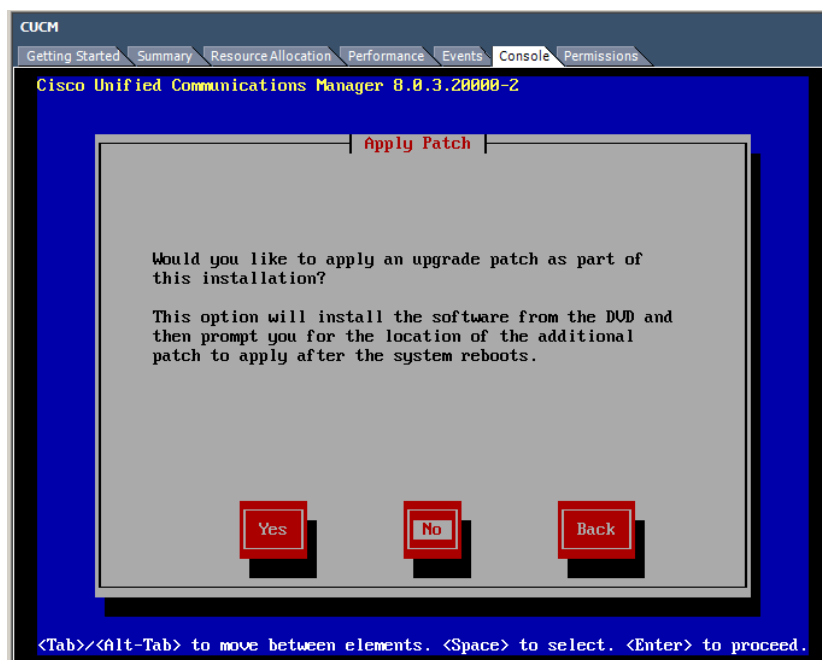 CUCM
Getting Started Summary Resource Allocation Performance Events Console Permissions
Cisco Unified Communications Manager 8.0.3.20000-2
Apply Patch
Would you like to apply an upgrade patch as part of
this installation?
This option will install the software from the DVD and
then prompt you for the location of the additional
patch to apply after the system reboots.
Yes No Back
<Tab>/<Alt-Tab> to move between elements. <Space> to select. <Enter> to proceed.